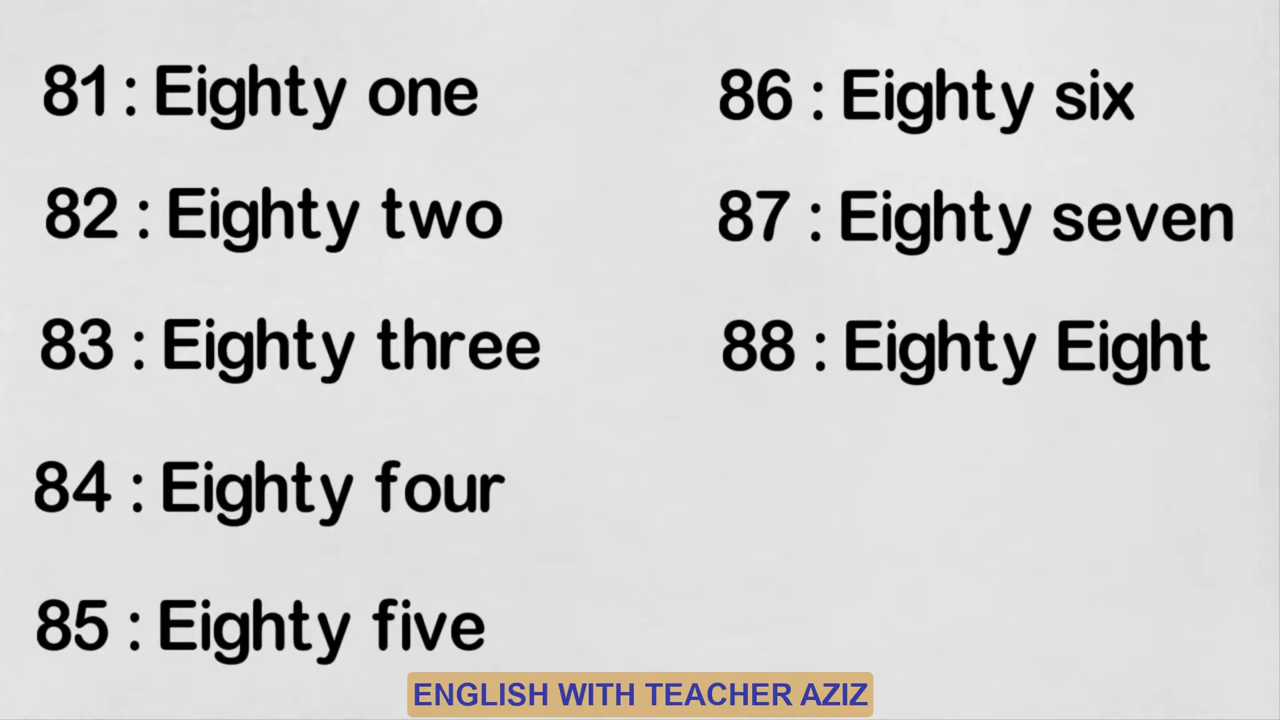 81 : Eighty one
82 : Eighty two
83 : Eighty three
84 : Eighty four
85 : Eighty five
86 : Eighty six
87 : Eighty seven
88 : Eighty Eight
ENGLISH WITH TEACHER AZIZ